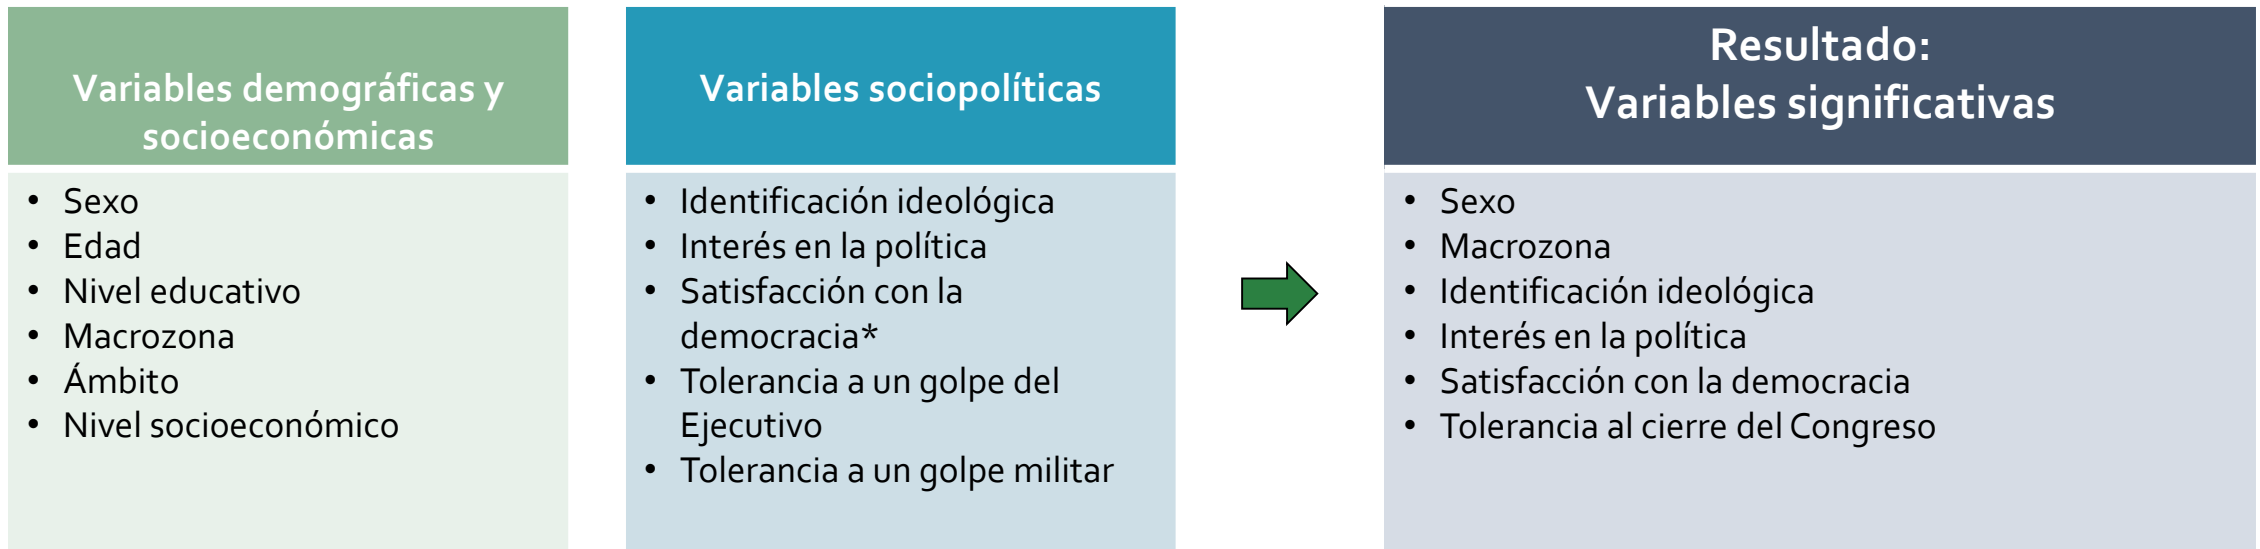 Variables demográficas y
socioeconómicas
• Sexo
• Edad
• Nivel educativo
• Macrozona
• Ámbito
• Nivel socioeconómico
Variables sociopolíticas
• Identificación ideológica
• Interés en la política
• Satisfacción con la
democracia*
• Tolerancia a un golpe del
Ejecutivo
• Tolerancia a un golpe militar
Resultado:
Variables significativas
• Sexo
• Macrozona
• Identificación ideológica
• Interés en la política
• Satisfacción con la democracia
• Tolerancia al cierre del Congreso